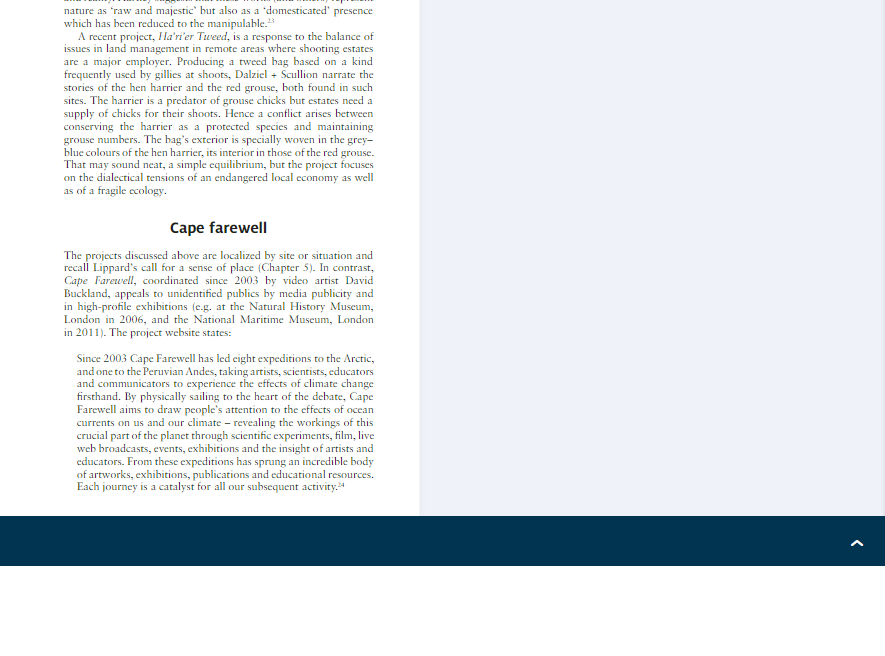 nature as ‘raw and majestic’ but also as a ‘domesticated’ presence
which has been reduced to the manipulable.23
A recent project, Ha’ri’er Tweed, is a response to the balance of
issues in land management in remote areas where shooting estates
are a major employer. Producing a tweed bag based on a kind
frequently used by gillies at shoots, Dalziel + Scullion narrate the
stories of the hen harrier and the red grouse, both found in such
sites. The harrier is a predator of grouse chicks but estates need a
supply of chicks for their shoots. Hence a conflict arises between
conserving the harrier as a protected species and maintaining
grouse numbers. The bag’s exterior is specially woven in the grey–
blue colours of the hen harrier, its interior in those of the red grouse.
That may sound neat, a simple equilibrium, but the project focuses
on the dialectical tensions of an endangered local economy as well
as of a fragile ecology.
Cape farewell
The projects discussed above are localized by site or situation and
recall Lippard’s call for a sense of place (Chapter 5). In contrast,
Cape Farewell, coordinated since 2003 by video artist David
Buckland, appeals to unidentified publics by media publicity and
in high-profile exhibitions (e.g. at the Natural History Museum,
London in 2006, and the National Maritime Museum, London
in 2011). The project website states:
Since 2003 Cape Farewell has led eight expeditions to the Arctic,
and one to the Peruvian Andes, taking artists, scientists, educators
and communicators to experience the effects of climate change
firsthand. By physically sailing to the heart of the debate, Cape
Farewell aims to draw people’s attention to the effects of ocean
currents on us and our climate – revealing the workings of this
crucial part of the planet through scientific experiments, film, live
web broadcasts, events, exhibitions and the insight of artists and
educators. From these expeditions has sprung an incredible body
of artworks, exhibitions, publications and educational resources.
Each journey is a catalyst for all our subsequent activity.24